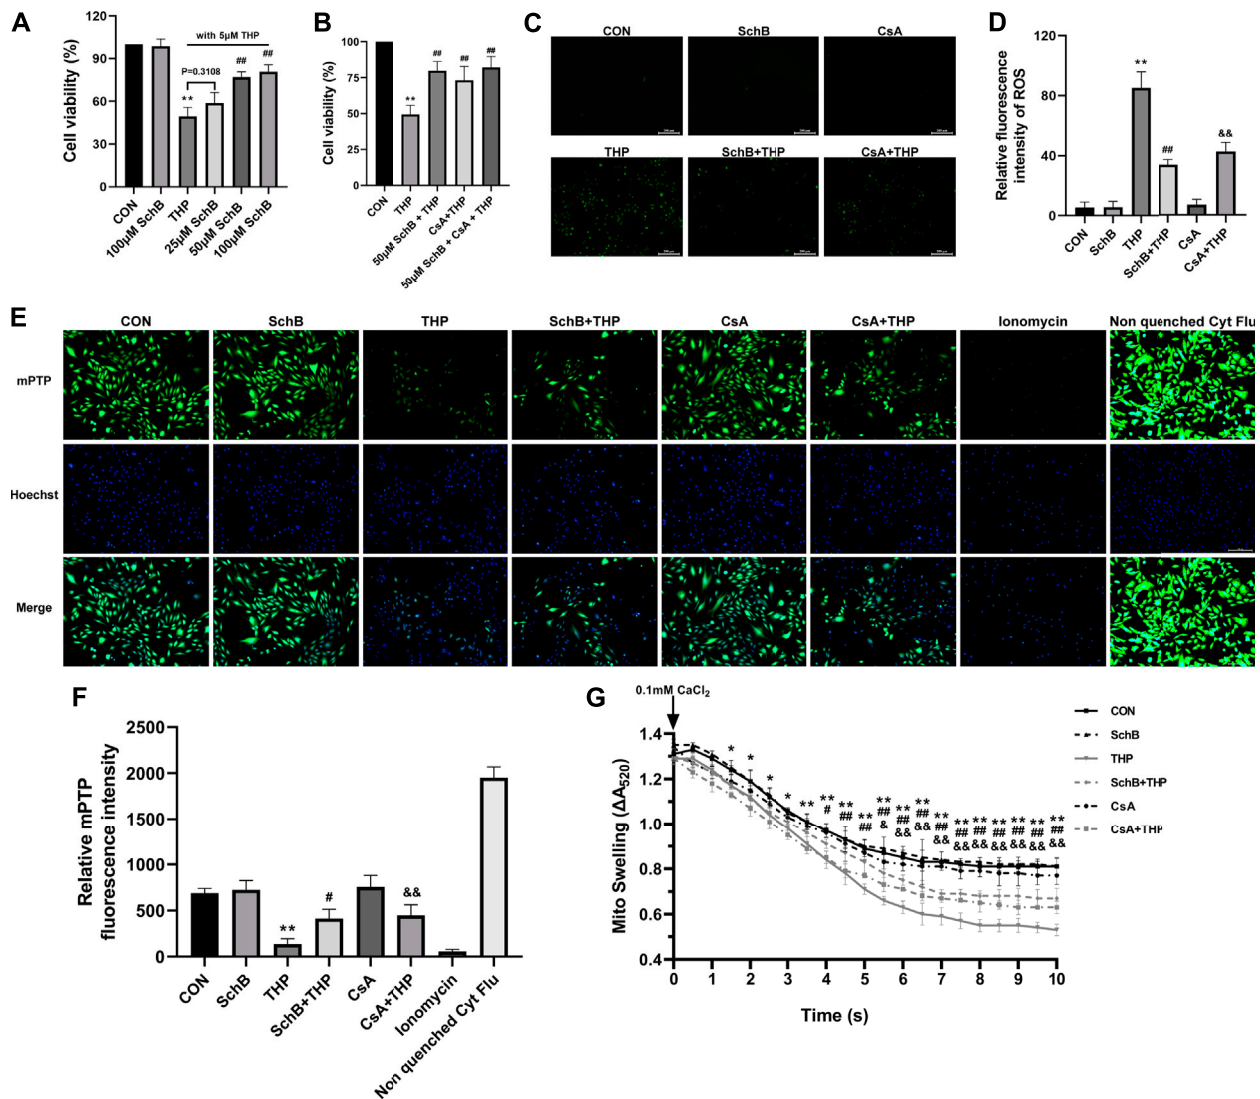 A
Cell viability (%)
120
90
60
30
0
with 5μM THP
P=0.3108
**
##
##
CON
100μM SchB
THP
25μM SchB
50μM SchB
100μM SchB
B
Cell viability (%)
100
75
50
25
0
**
##
##
##
CON
THP
50μM SchB + THP
CsA+THP
50μM SchB + CsA + THP
C
CON SchB CsA
THP SchB+THP CsA+THP
D
Relative fluorescence
intensity of ROS
120
80
40
0
**
##
&&
CON
SchB
THP
SchB+THP
CsA
CsA+THP
E
CON SchB THP SchB+THP CsA CsA+THP Ionomycin Non quenched Cyt Flu
mPTP
Hoechst
Merge
F
Relative mPTP
fluorescence intensity
2500
2000
1500
1000
500
0
**
#
&&
CON
SchB
THP
SchB+THP
CsA
CsA+THP
Ionomycin
Non quenched Cyt Flu
G
0.1mM CaCl₂
Mito Swelling (ΔA₅₂₀)
1.4
1.2
1.0
0.8
0.6
0.4
* * * * ** ** ** ** ** ** ** ** ** ** ** ** **
# ## ## ## ## ## ## ## ## ## ## ##
& && && && && && && && &&
0 1 2 3 4 5 6 7 8 9 10
Time (s)
CON
SchB
THP
SchB+THP
CsA
CsA+THP